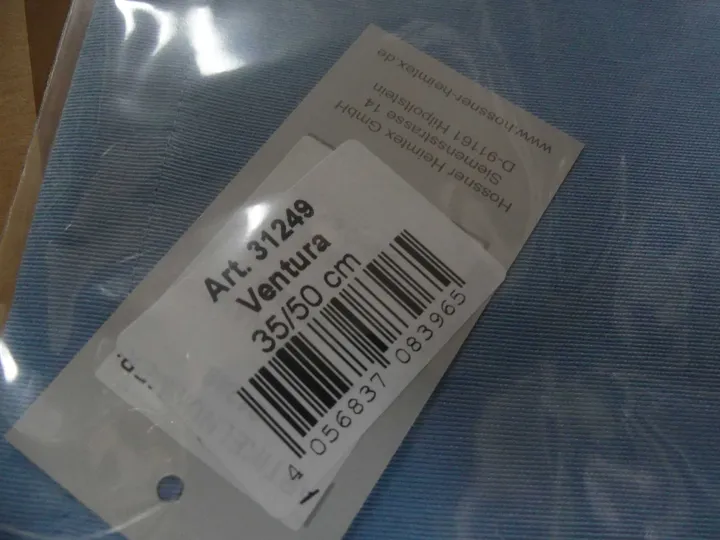 Art. 31249
Ventura
35/50 cm
4 056837 083965
Hossner Heimtex GmbH
Siemensstrasse 14
D-91161 Hilpoltstein
www.hossner-heimtex.de